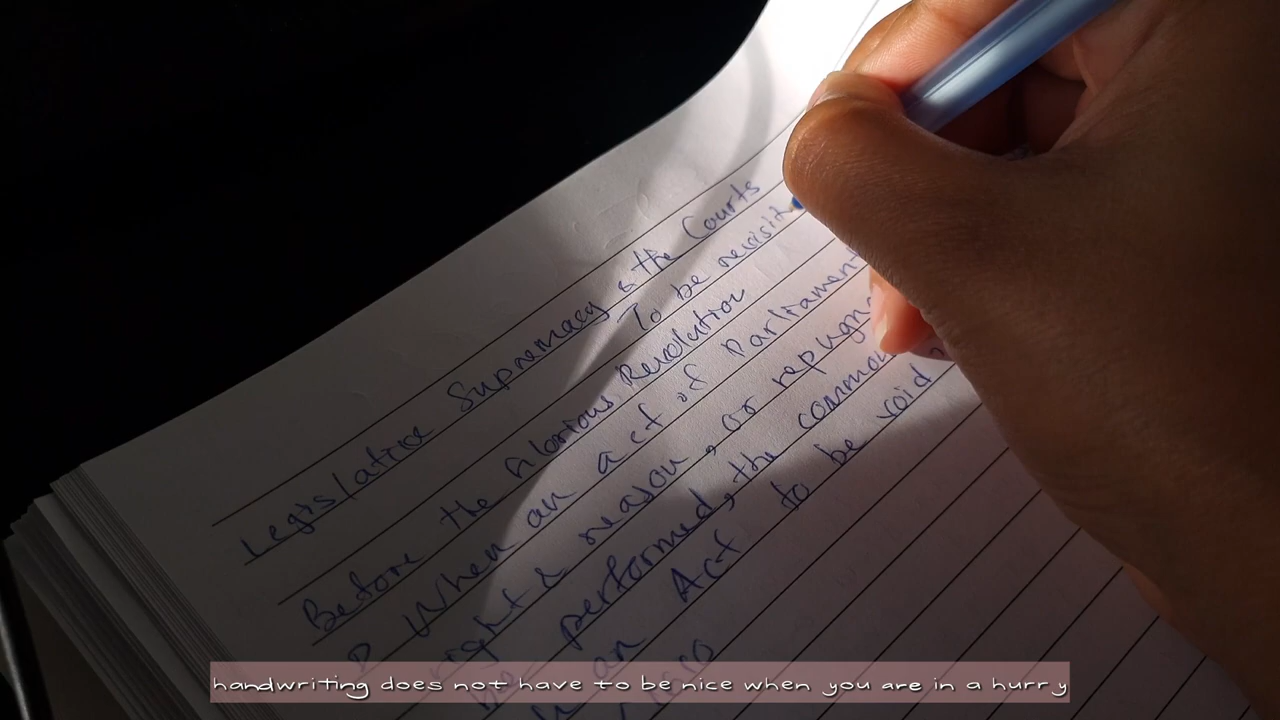 Legislative Supremacy & the Courts
To be revisit
Before the Glorious Revolution
When an act of Parliament
right & reason, or repugn
performed, the common
an Act to be void,
handwriting does not have to be nice when you are in a hurry